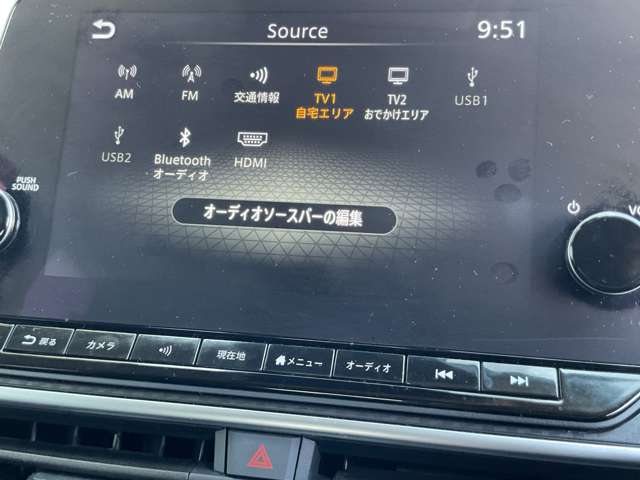 Source
9:51
AM
FM
交通情報
TV1
自宅エリア
TV2
おでかけエリア
USB1
USB2
Bluetooth
オーディオ
HDMI
PUSH
SOUND
オーディオソースバーの編集
VO
戻る
カメラ
現在地
メニュー
オーディオ